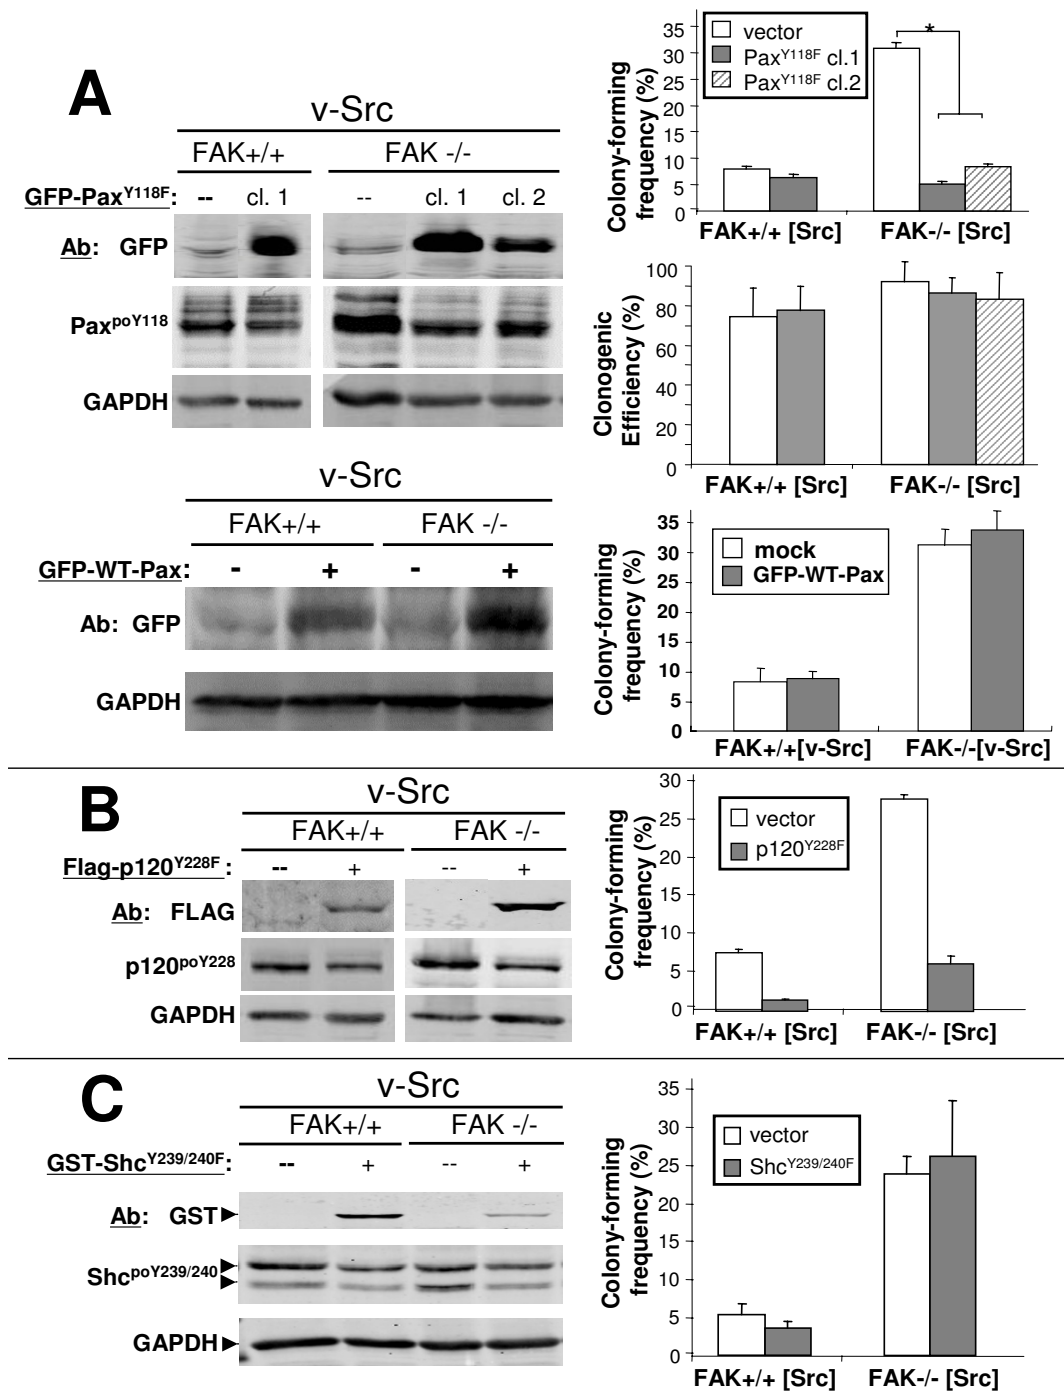 A
v-Src
FAK+/+ FAK -/-
GFP-PaxY118F: -- cl. 1 -- cl. 1 cl. 2
Ab: GFP
PaxpoY118
GAPDH
35
30
25
20
15
10
5
0
Colony-forming
frequency (%)
vector
PaxY118F cl.1
PaxY118F cl.2
*
FAK+/+ [Src] FAK-/- [Src]
100
80
60
40
20
0
Clonogenic
Efficiency (%)
FAK+/+ [Src] FAK-/- [Src]
v-Src
FAK+/+ FAK -/-
GFP-WT-Pax: - + - +
Ab: GFP
GAPDH
35
30
25
20
15
10
5
0
Colony-forming
frequency (%)
mock
GFP-WT-Pax
FAK+/+[v-Src] FAK-/-[v-Src]
B
v-Src
FAK+/+ FAK -/-
Flag-p120Y228F: -- + -- +
Ab: FLAG
p120poY228
GAPDH
30
25
20
15
10
5
0
Colony-forming
frequency (%)
vector
p120Y228F
FAK+/+ [Src] FAK-/- [Src]
C
v-Src
FAK+/+ FAK -/-
GST-ShcY239/240F: -- + -- +
Ab: GST
ShcpoY239/240
GAPDH
35
30
25
20
15
10
5
0
Colony-forming
frequency (%)
vector
ShcY239/240F
FAK+/+ [Src] FAK-/- [Src]